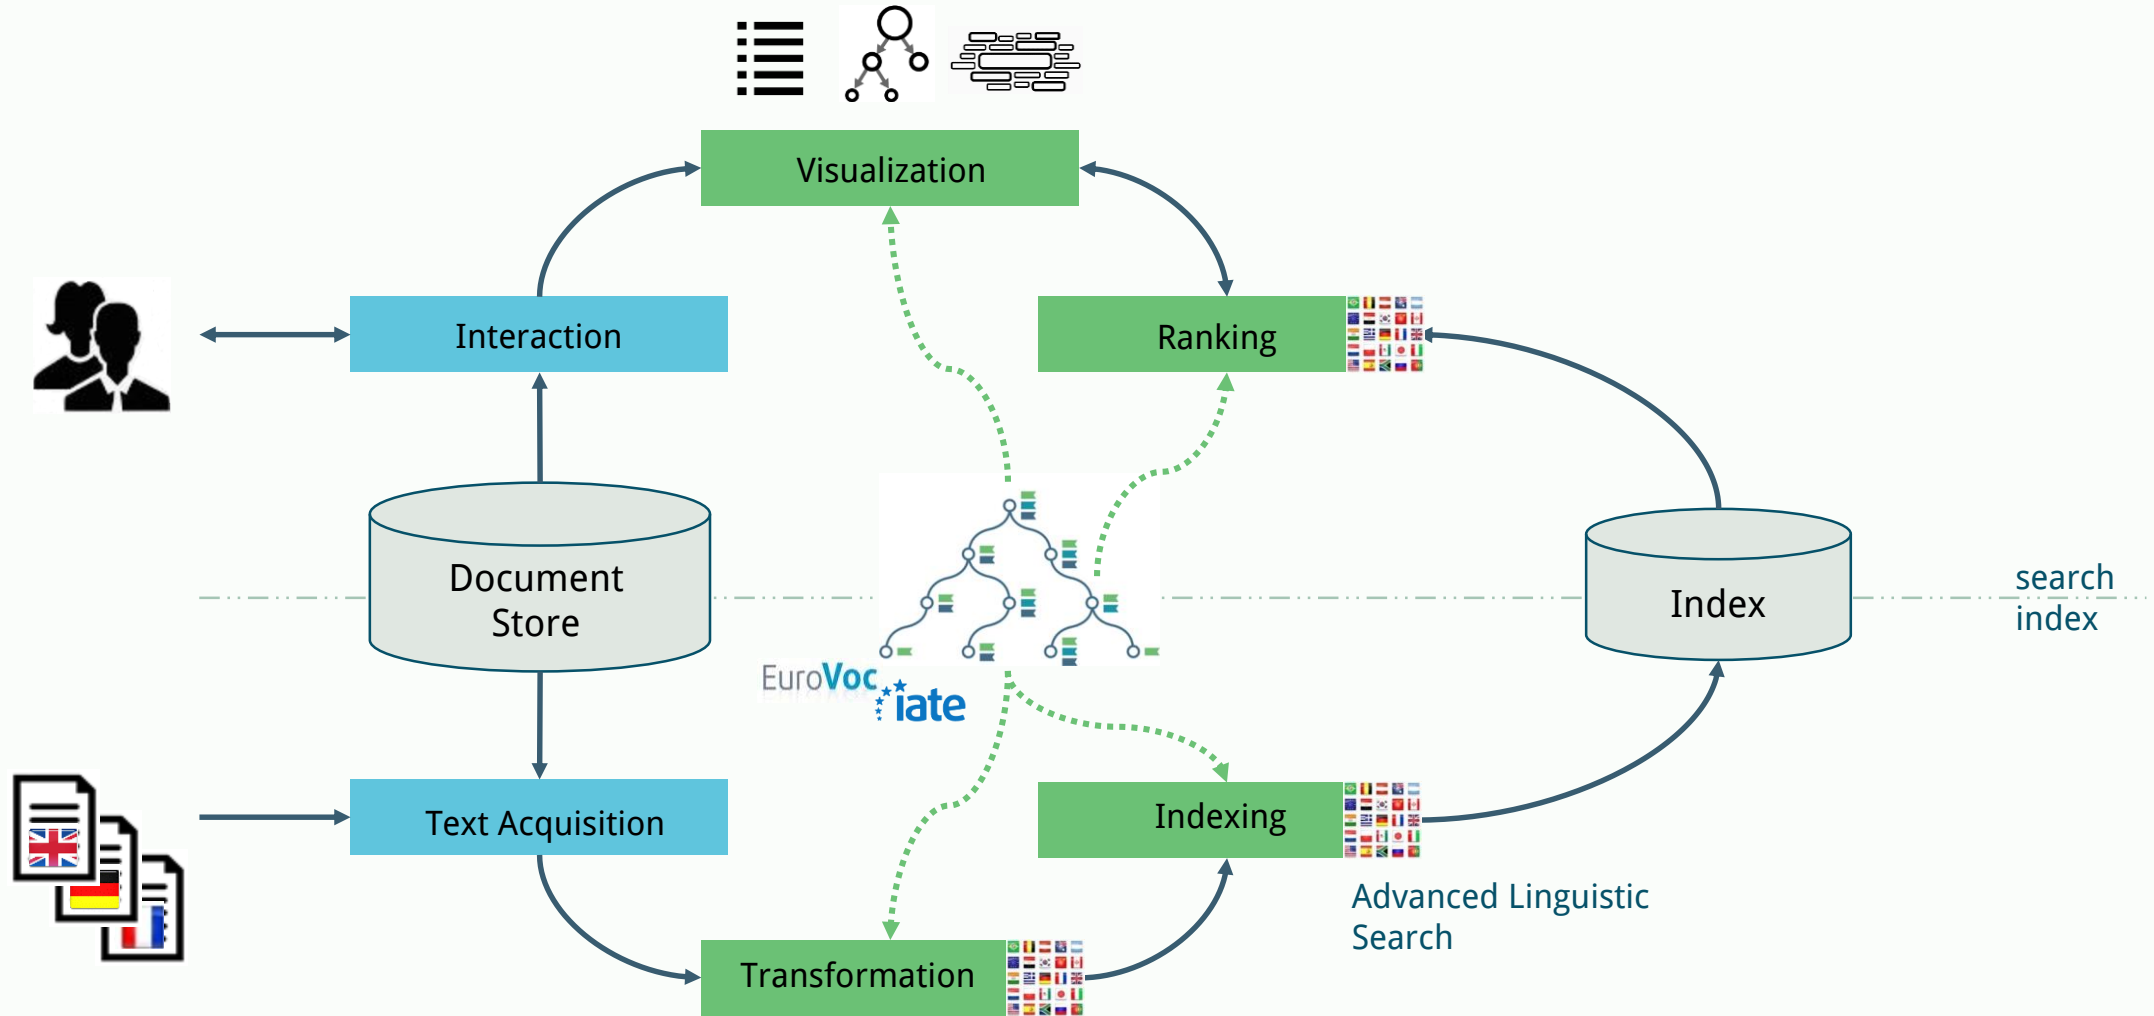 Visualization
Interaction
Ranking
Document
Store
Index
search
index
EuroVoc
iate
Text Acquisition
Indexing
Advanced Linguistic
Search
Transformation